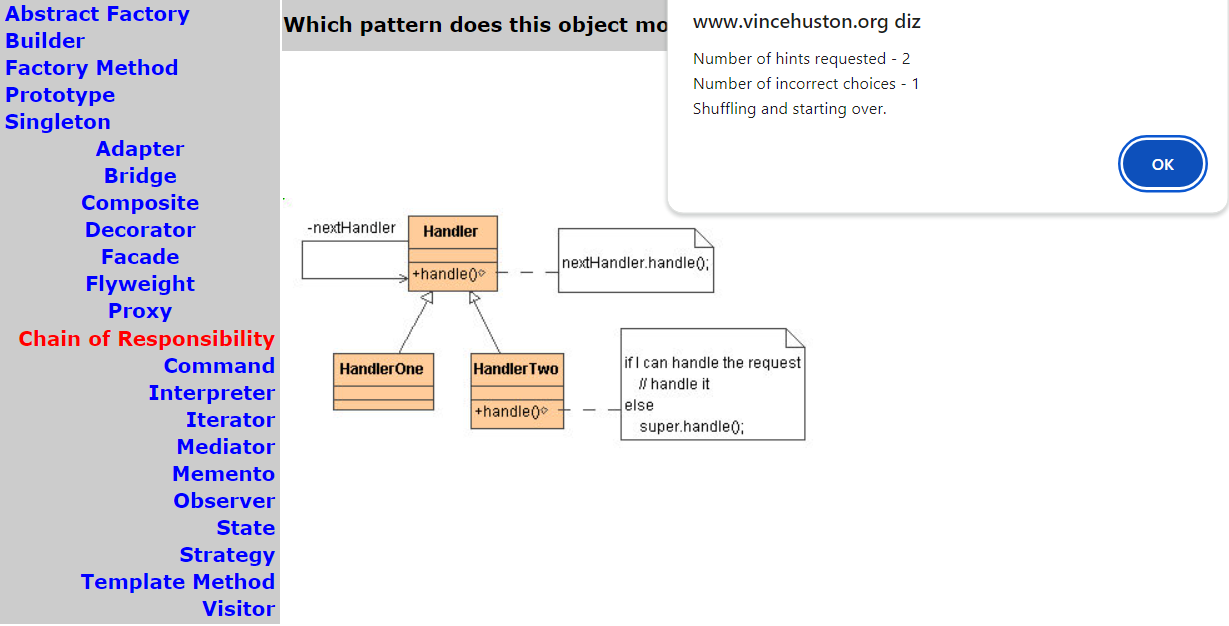 Abstract Factory
Builder
Factory Method
Prototype
Singleton
Adapter
Bridge
Composite
Decorator
Facade
Flyweight
Proxy
Chain of Responsibility
Command
Interpreter
Iterator
Mediator
Memento
Observer
State
Strategy
Template Method
Visitor
Which pattern does this object mo
www.vincehuston.org diz
Number of hints requested - 2
Number of incorrect choices - 1
Shuffling and starting over.
OK
-nextHandler
Handler
+handle()
nextHandler.handle();
HandlerOne
HandlerTwo
+handle()
if I can handle the request
// handle it
else
super.handle();